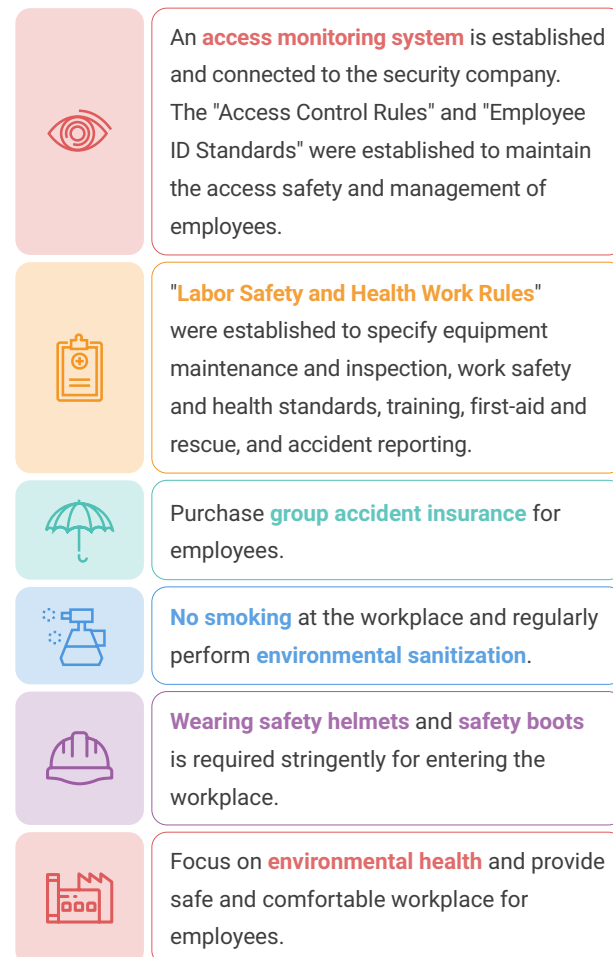 An access monitoring system is established
and connected to the security company.
The "Access Control Rules" and "Employee
ID Standards" were established to maintain
the access safety and management of
employees.
"Labor Safety and Health Work Rules"
were established to specify equipment
maintenance and inspection, work safety
and health standards, training, first-aid and
rescue, and accident reporting.
Purchase group accident insurance for
employees.
No smoking at the workplace and regularly
perform environmental sanitization.
Wearing safety helmets and safety boots
is required stringently for entering the
workplace.
Focus on environmental health and provide
safe and comfortable workplace for
employees.